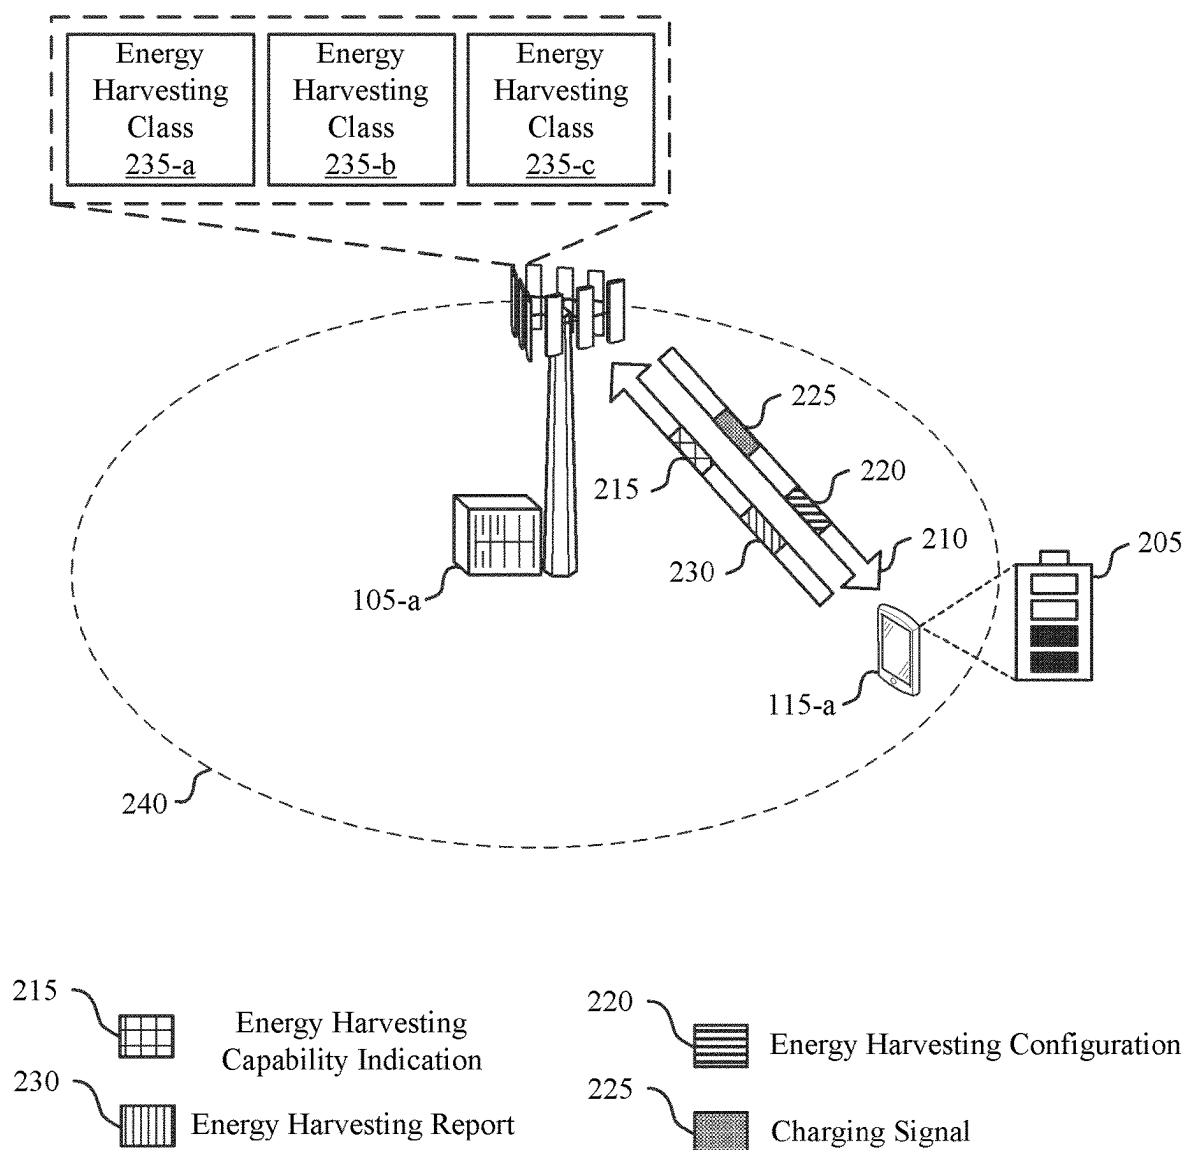 Energy
Harvesting
Class
235-a
Energy
Harvesting
Class
235-b
Energy
Harvesting
Class
235-c
225
220
215
230
210
205
105-a
115-a
240
215
Energy Harvesting
Capability Indication
220
Energy Harvesting Configuration
230
Energy Harvesting Report
225
Charging Signal